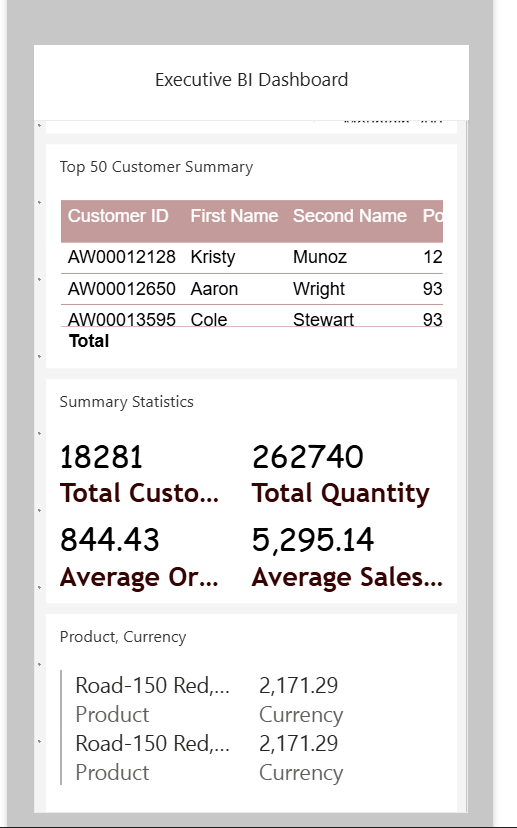 Executive BI Dashboard
Top 50 Customer Summary
Customer ID First Name Second Name Po
AW00012128 Kristy Munoz 12
AW00012650 Aaron Wright 93
AW00013595 Cole Stewart 93
Total
Summary Statistics
18281 262740
Total Custo... Total Quantity
844.43 5,295.14
Average Or... Average Sales...
Product, Currency
Road-150 Red,... 2,171.29
Product Currency
Road-150 Red,... 2,171.29
Product Currency